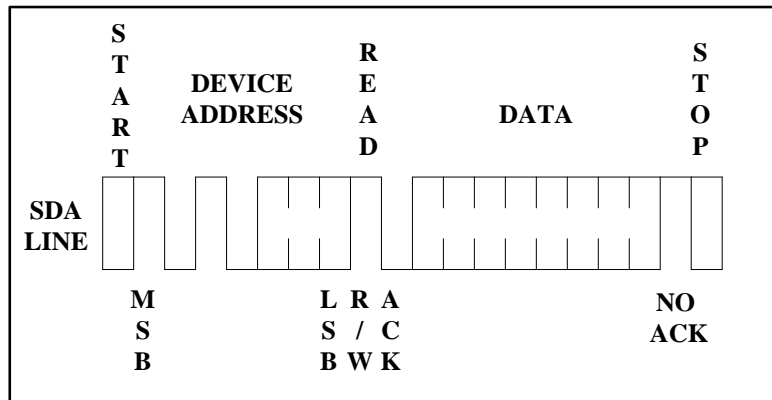 START
DEVICE
ADDRESS
READ
DATA
STOP
SDA
LINE
MSB
LSB
R/W
ACK
NO
ACK